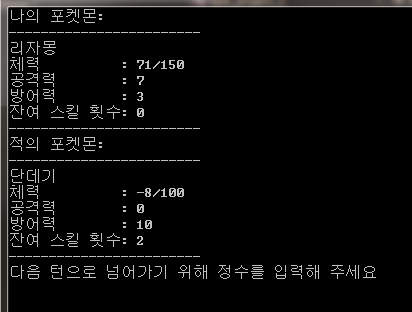 나의 포켓몬:
-------------------------
리자몽
체력 : 71/150
공격력 : 7
방어력 : 3
잔여 스킬 횟수: 0
-------------------------
적의 포켓몬:
-------------------------
단데기
체력 : -8/100
공격력 : 0
방어력 : 10
잔여 스킬 횟수: 2
-------------------------
다음 턴으로 넘어가기 위해 정수를 입력해 주세요